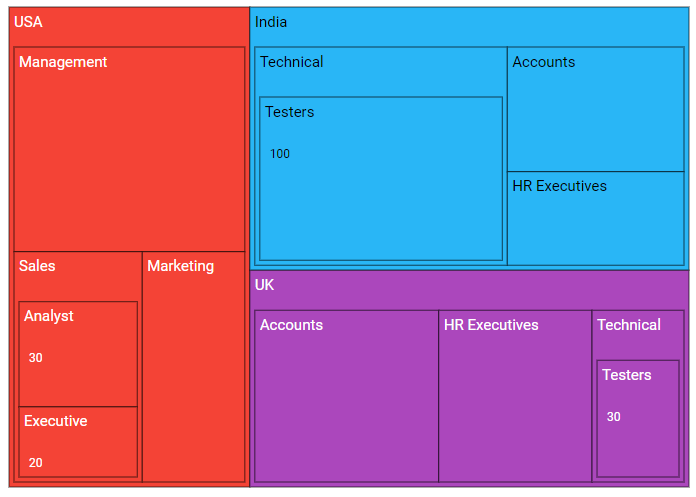 USA
Management
Sales
Analyst
30
Executive
20
Marketing
India
Technical
Testers
100
Accounts
HR Executives
UK
Accounts
HR Executives
Technical
Testers
30